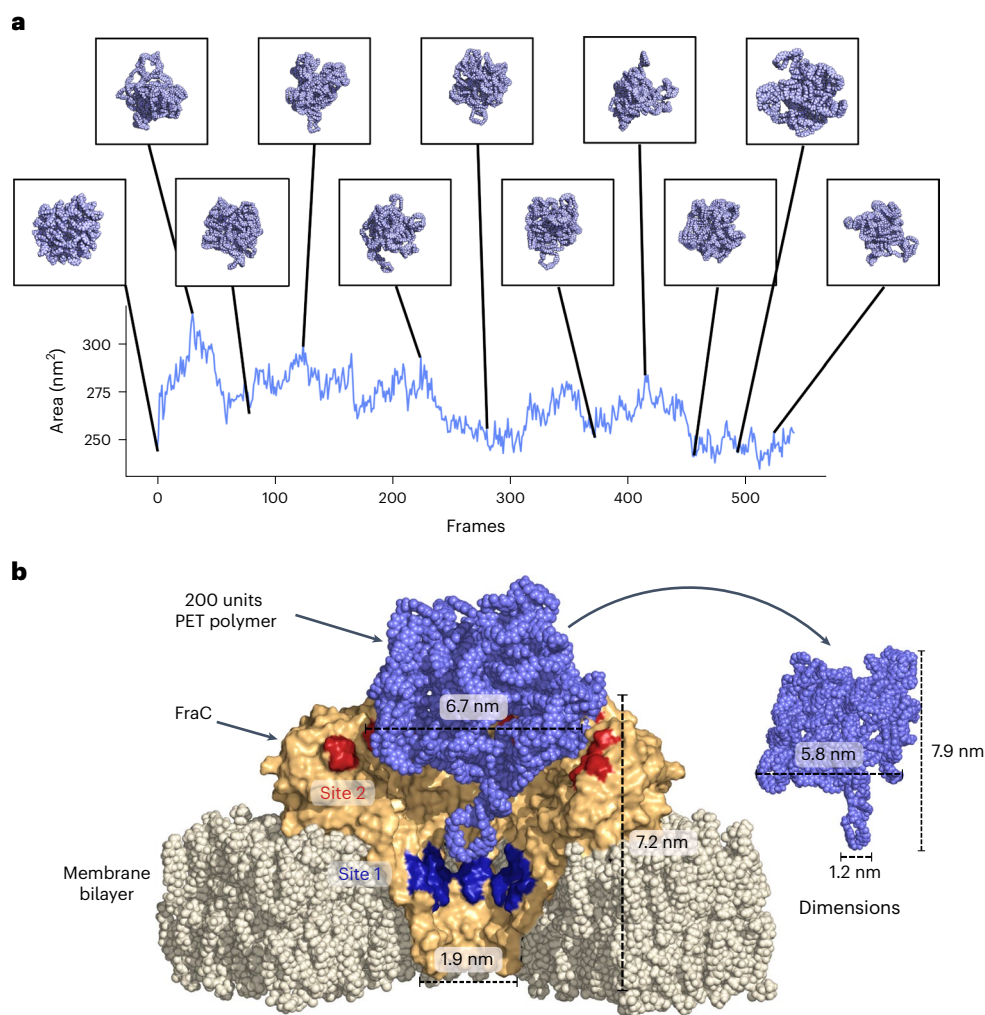 a
Area (nm²)
300
275
250
0 100 200 300 400 500
Frames
b
200 units
PET polymer
FraC
6.7 nm
Site 2
Site 1
Membrane
bilayer
7.2 nm
1.9 nm
5.8 nm
7.9 nm
1.2 nm
Dimensions